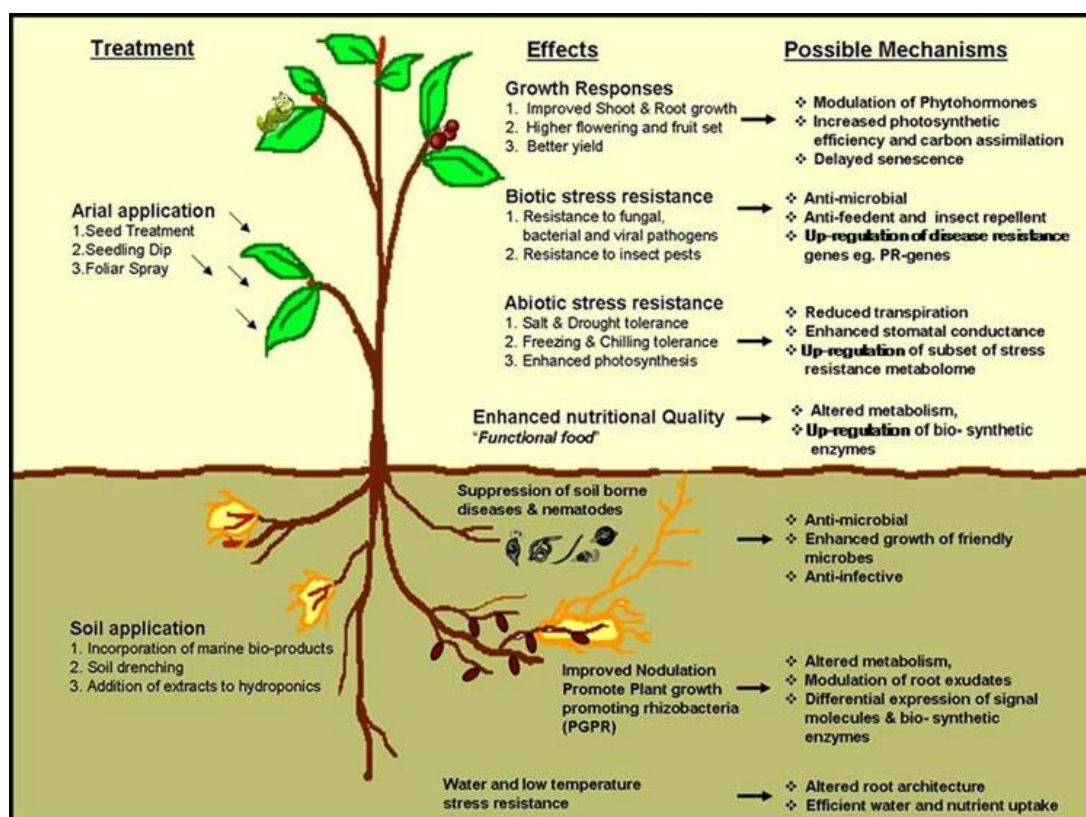 Treatment
Effects
Possible Mechanisms
Arial application
1.Seed Treatment
2.Seedling Dip
3.Foliar Spray
Growth Responses
1. Improved Shoot & Root growth
2. Higher flowering and fruit set
3. Better yield
❖ Modulation of Phytohormones
❖ Increased photosynthetic
efficiency and carbon assimilation
❖ Delayed senescence
Biotic stress resistance
1. Resistance to fungal,
bacterial and viral pathogens
2. Resistance to insect pests
❖ Anti-microbial
❖ Anti-feedent and insect repellent
❖ Up-regulation of disease resistance
genes eg. PR-genes
Abiotic stress resistance
1. Salt & Drought tolerance
2. Freezing & Chilling tolerance
3. Enhanced photosynthesis
❖ Reduced transpiration
❖ Enhanced stomatal conductance
❖ Up-regulation of subset of stress
resistance metabolome
Enhanced nutritional Quality
"Functional food"
❖ Altered metabolism,
❖ Up-regulation of bio- synthetic
enzymes
Suppression of soil borne
diseases & nematodes
❖ Anti-microbial
❖ Enhanced growth of friendly
microbes
❖ Anti-infective
Soil application
1. Incorporation of marine bio-products
2. Soil drenching
3. Addition of extracts to hydroponics
Improved Nodulation
Promote Plant growth
promoting rhizobacteria
(PGPR)
❖ Altered metabolism,
❖ Modulation of root exudates
❖ Differential expression of signal
molecules & bio- synthetic
enzymes
Water and low temperature
stress resistance
❖ Altered root architecture
❖ Efficient water and nutrient uptake